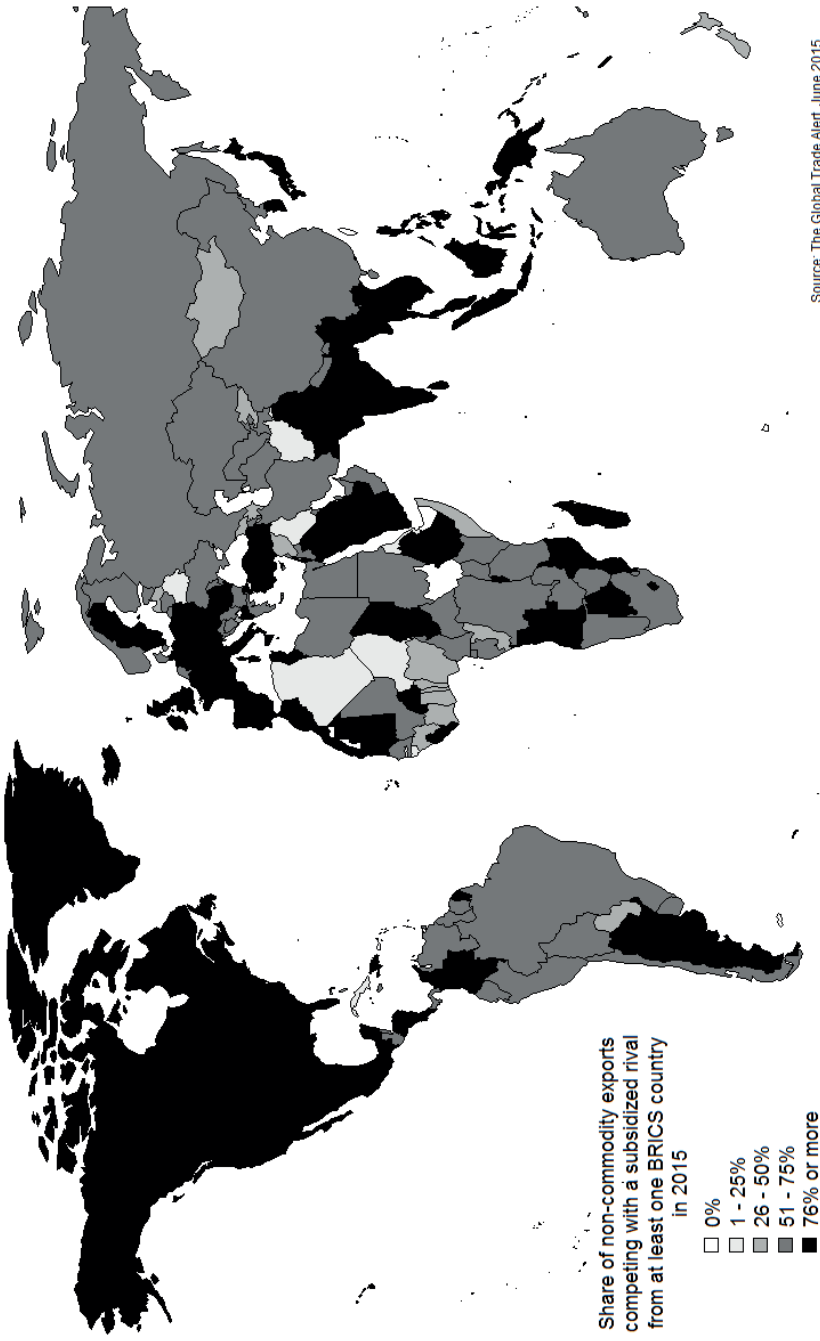 Share of non-commodity exports
competing with a subsidized rival
from at least one BRICS country
in 2015
0%
1 - 25%
26 - 50%
51 - 75%
76% or more
Source: The Global Trade Alert, June 2015